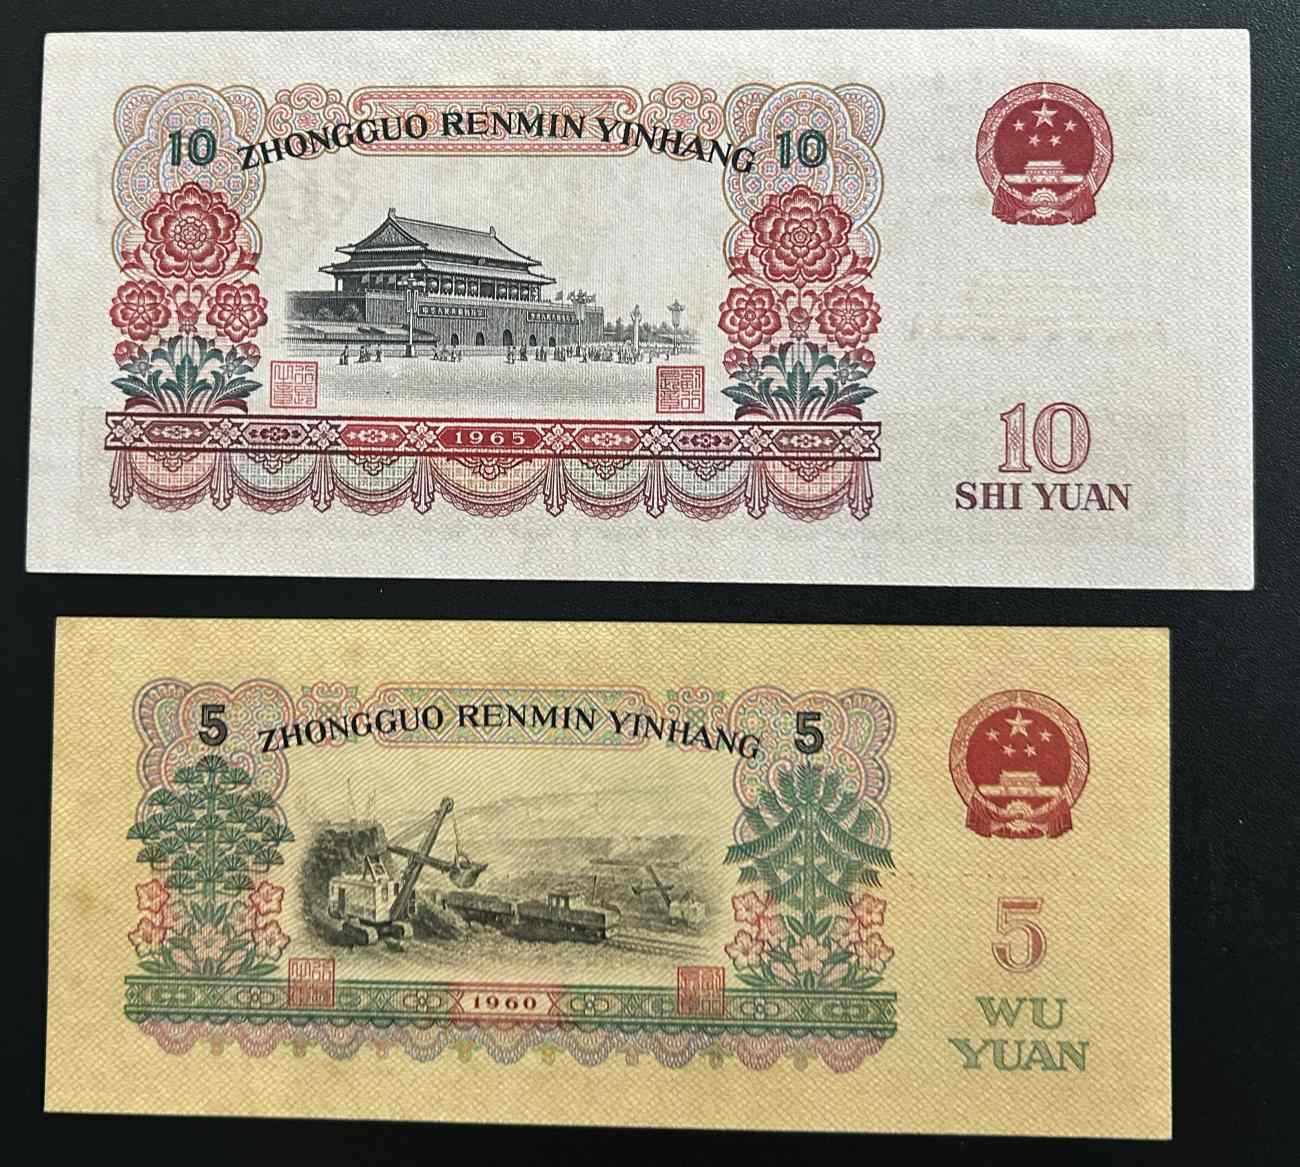 10 ZHONGGUO RENMIN YINHANG 10
1965
10
SHI YUAN
5 ZHONGGUO RENMIN YINHANG 5
1960
5
WU
YUAN